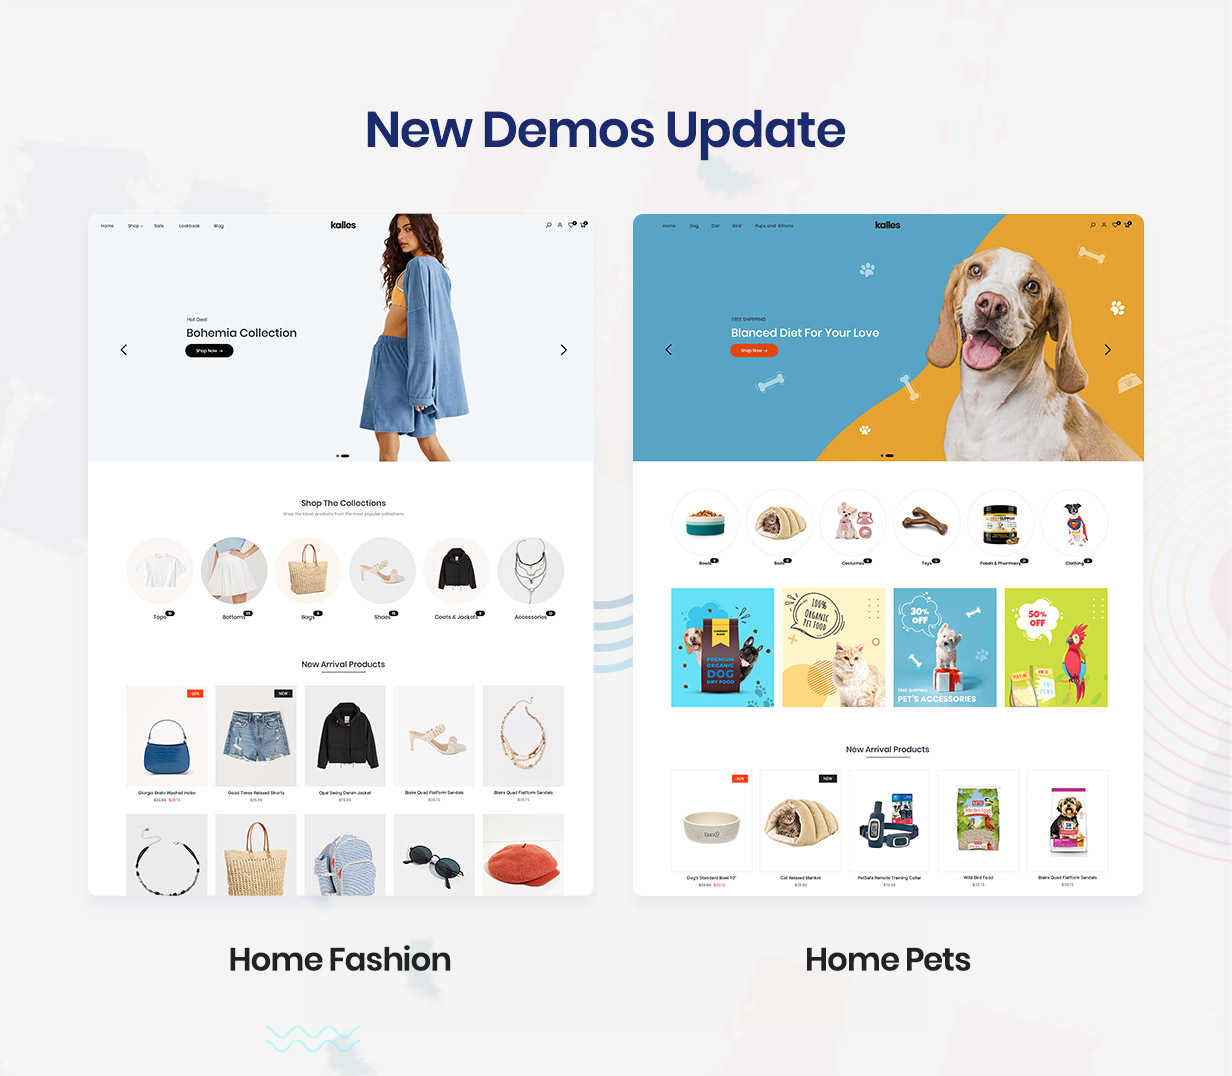 New Demos Update
Home Shop Sale Lookbook Blog
kalles
Hot Deal
Bohemia Collection
Shop Now →
Shop The Collections
Shop the latest products from the most popular collections
Tops
Bottoms
Bags
Shoes
Coats & Jackets
Accessories
New Arrival Products
-20%
NEW
Giorgio Brato Washed Hobo
Good Times Relaxed Shorts
Opal Swing Denim Jacket
Blaire Quad Flatform Sandals
Blaire Quad Flatform Sandals
Home Fashion
Home Dog Cat Bird Pups and Kittens
kalles
FREE SHIPPPING
Blanced Diet For Your Love
Shop Now →
Bowls
Beds
Costumes
Toys
Foods & Pharmacy
Clothing
PREMIUM
ORGANIC
DOG
DRY FOOD
100%
ORGANIC
PET FOOD
30%
OFF
FREE SHIPPING
PET'S ACCESSORIES
50%
OFF
New Arrival Products
-20%
NEW
Dog's Standard Bowl 10"
Cat Relaxed Blanket
PetSafe Remote Training Collar
Wild Bird Food
Blaire Quad Flatform Sandals
Home Pets